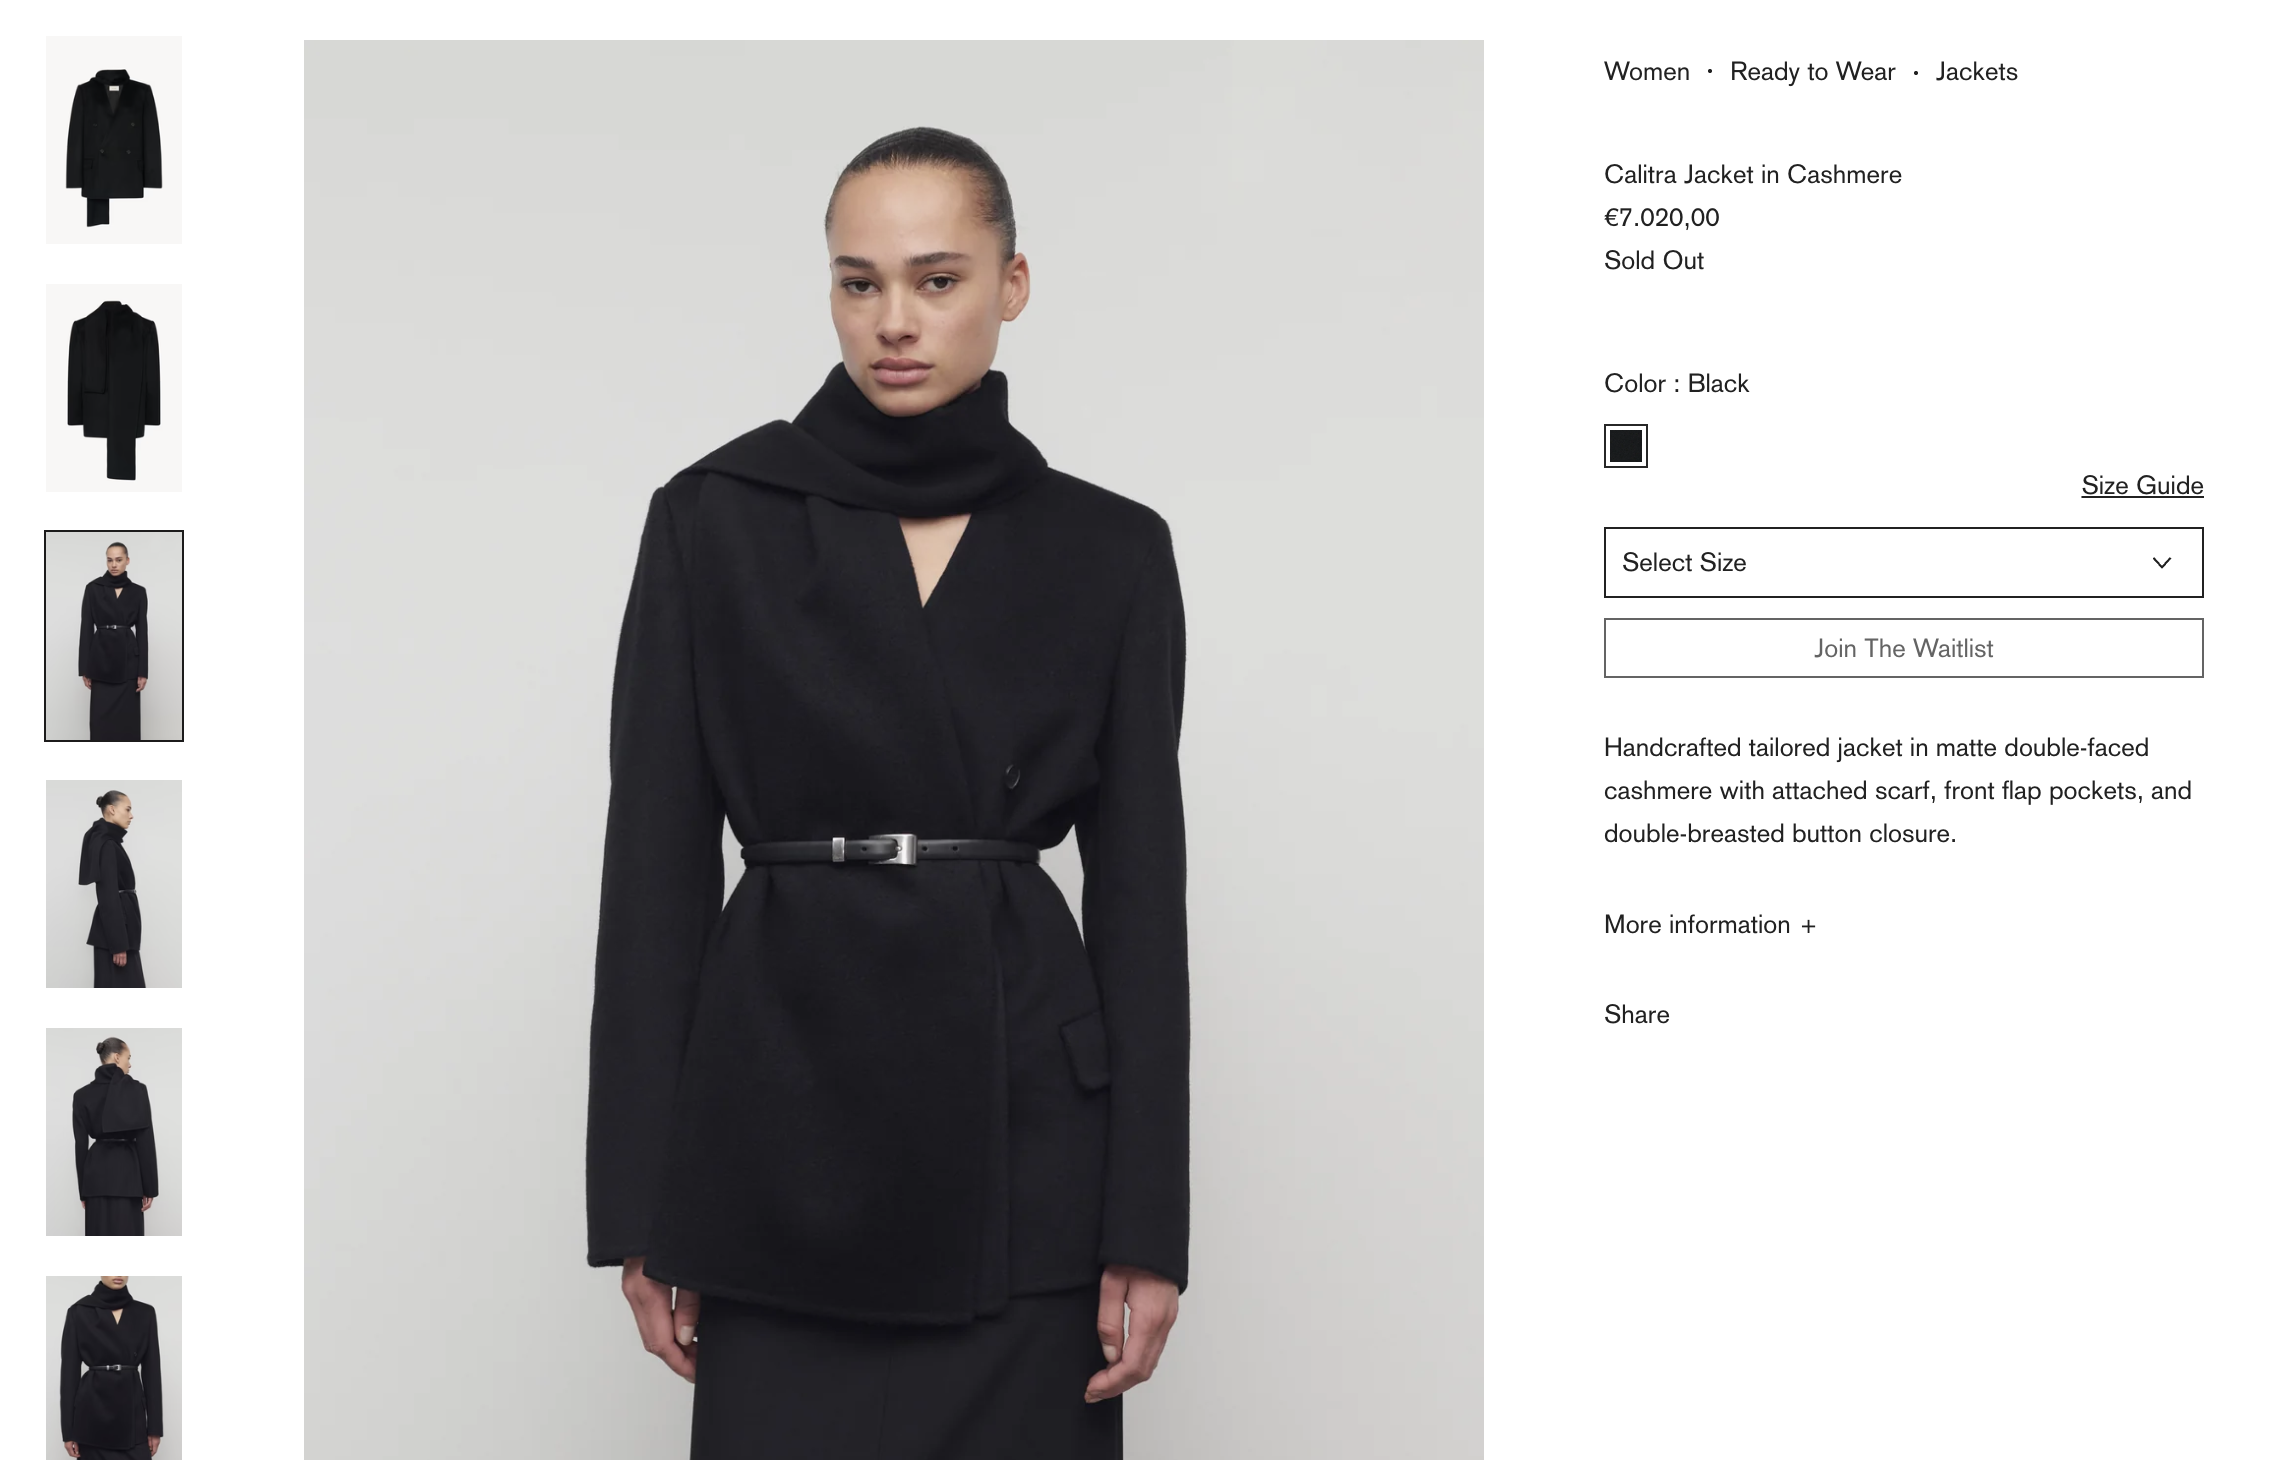 Women • Ready to Wear • Jackets
Calitra Jacket in Cashmere
€7.020,00
Sold Out
Color : Black
Size Guide
Select Size
Join The Waitlist
Handcrafted tailored jacket in matte double-faced
cashmere with attached scarf, front flap pockets, and
double-breasted button closure.
More information +
Share